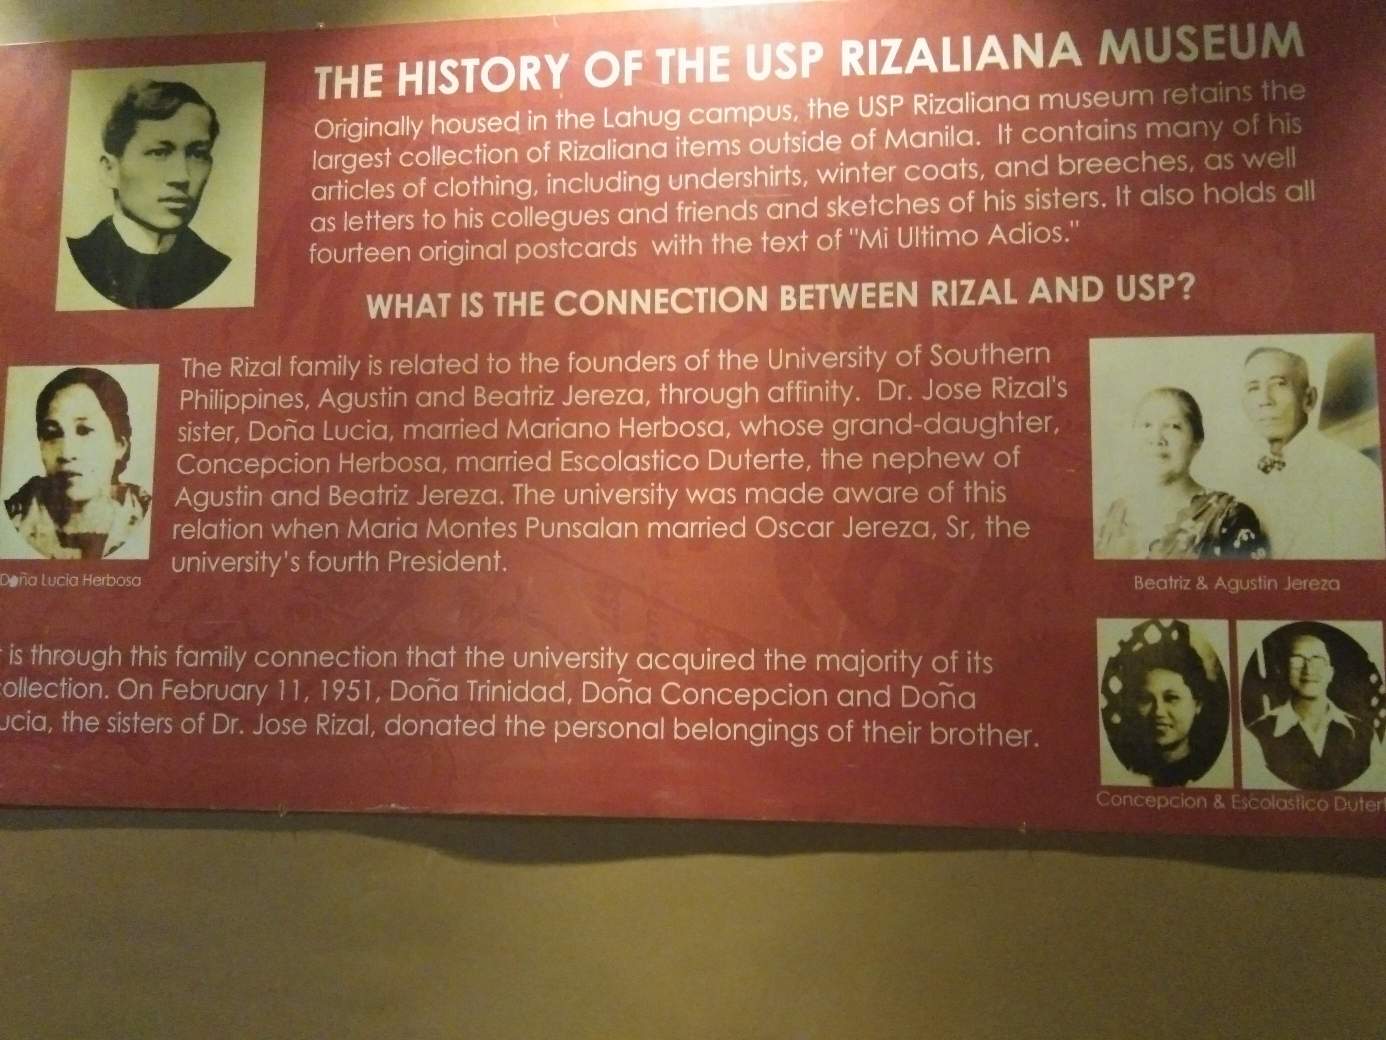 THE HISTORY OF THE USP RIZALIANA MUSEUM
Originally housed in the Lahug campus, the USP Rizaliana museum retains the
largest collection of Rizaliana items outside of Manila. It contains many of his
articles of clothing, including undershirts, winter coats, and breeches, as well
as letters to his collegues and friends and sketches of his sisters. It also holds all
fourteen original postcards with the text of "Mi Ultimo Adios."
WHAT IS THE CONNECTION BETWEEN RIZAL AND USP?
The Rizal family is related to the founders of the University of Southern
Philippines, Agustin and Beatriz Jereza, through affinity. Dr. Jose Rizal's
sister, Doña Lucia, married Mariano Herbosa, whose grand-daughter,
Concepcion Herbosa, married Escolastico Duterte, the nephew of
Agustin and Beatriz Jereza. The university was made aware of this
relation when Maria Montes Punsalan married Oscar Jereza, Sr, the
university's fourth President.
Doña Lucia Herbosa
Beatriz & Agustin Jereza
is through this family connection that the university acquired the majority of its
ollection. On February 11, 1951, Doña Trinidad, Doña Concepcion and Doña
ucia, the sisters of Dr. Jose Rizal, donated the personal belongings of their brother.
Concepcion & Escolastico Duter